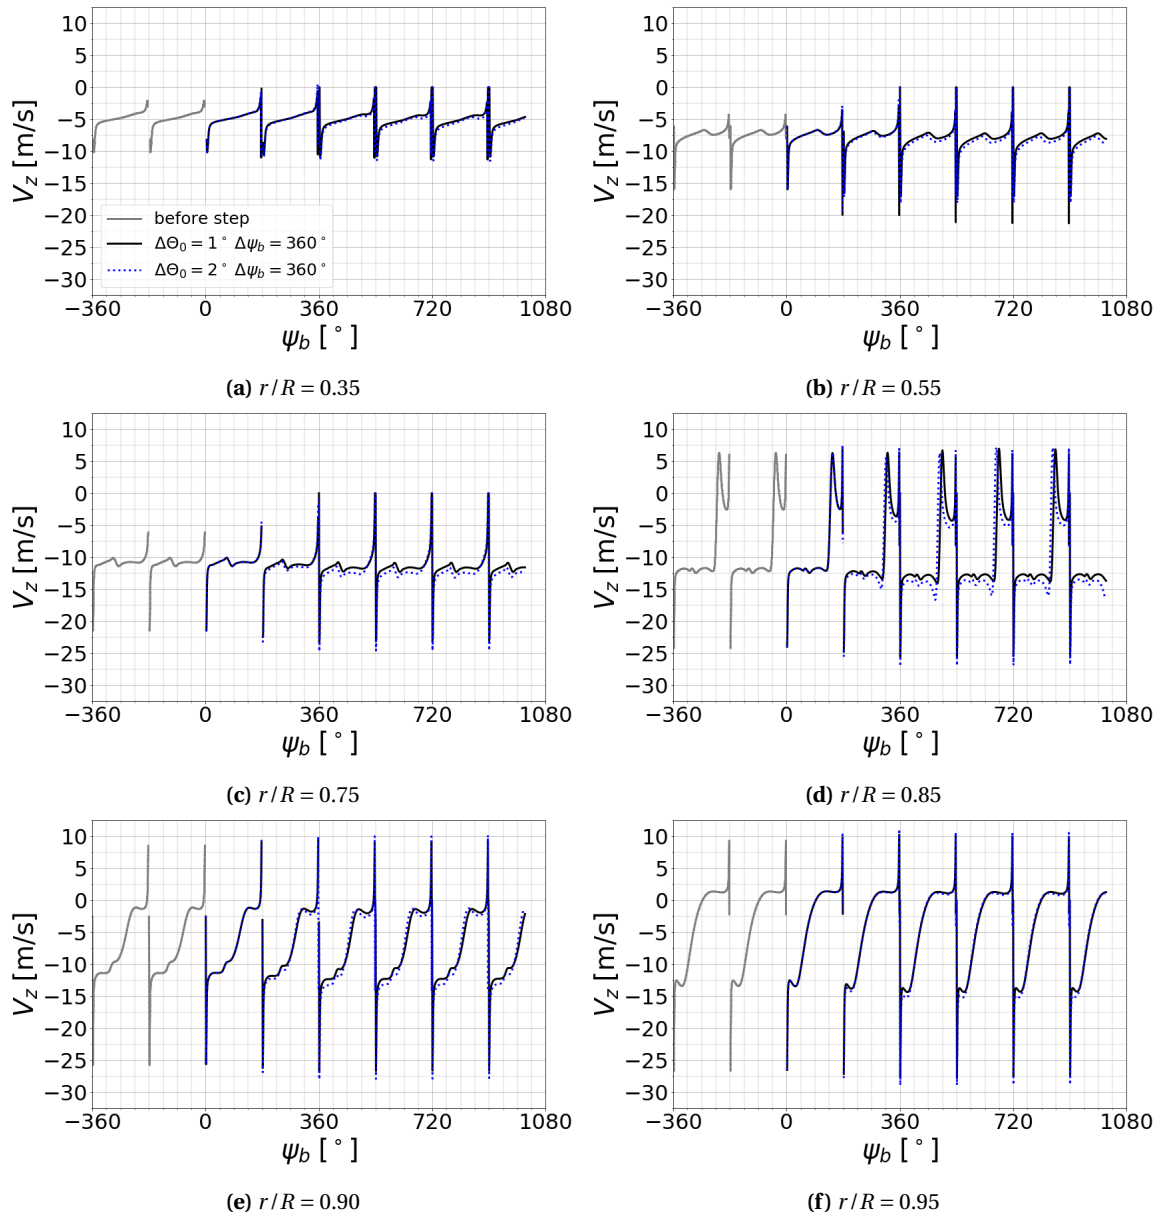 10
5
0
−5
−10
−15
−20
−25
−30
V_z [m/s]
before step
ΔΘ₀ = 1° Δψ_b = 360°
ΔΘ₀ = 2° Δψ_b = 360°
−360 0 360 720 1080
ψ_b [°]
(a) r/R = 0.35
10
5
0
−5
−10
−15
−20
−25
−30
V_z [m/s]
−360 0 360 720 1080
ψ_b [°]
(b) r/R = 0.55
10
5
0
−5
−10
−15
−20
−25
−30
V_z [m/s]
−360 0 360 720 1080
ψ_b [°]
(c) r/R = 0.75
10
5
0
−5
−10
−15
−20
−25
−30
V_z [m/s]
−360 0 360 720 1080
ψ_b [°]
(d) r/R = 0.85
10
5
0
−5
−10
−15
−20
−25
−30
V_z [m/s]
−360 0 360 720 1080
ψ_b [°]
(e) r/R = 0.90
10
5
0
−5
−10
−15
−20
−25
−30
V_z [m/s]
−360 0 360 720 1080
ψ_b [°]
(f) r/R = 0.95